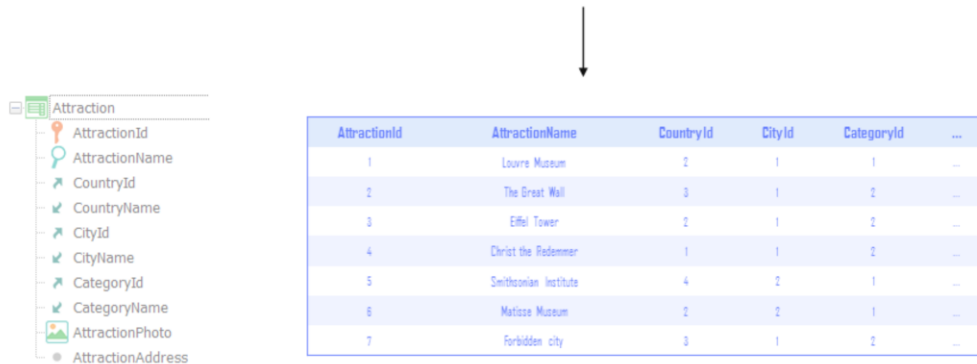 Attraction
AttractionId
AttractionName
CountryId
CountryName
CityId
CityName
CategoryId
CategoryName
AttractionPhoto
AttractionAddress
AttractionId AttractionName CountryId CityId CategoryId ...
1 Louvre Museum 2 1 1 ...
2 The Great Wall 3 1 2 ...
3 Eiffel Tower 2 1 2 ...
4 Christ the Redemmer 1 1 2 ...
5 Smithsonian Institute 4 2 1 ...
6 Matisse Museum 2 2 1 ...
7 Forbidden city 3 1 2 ...